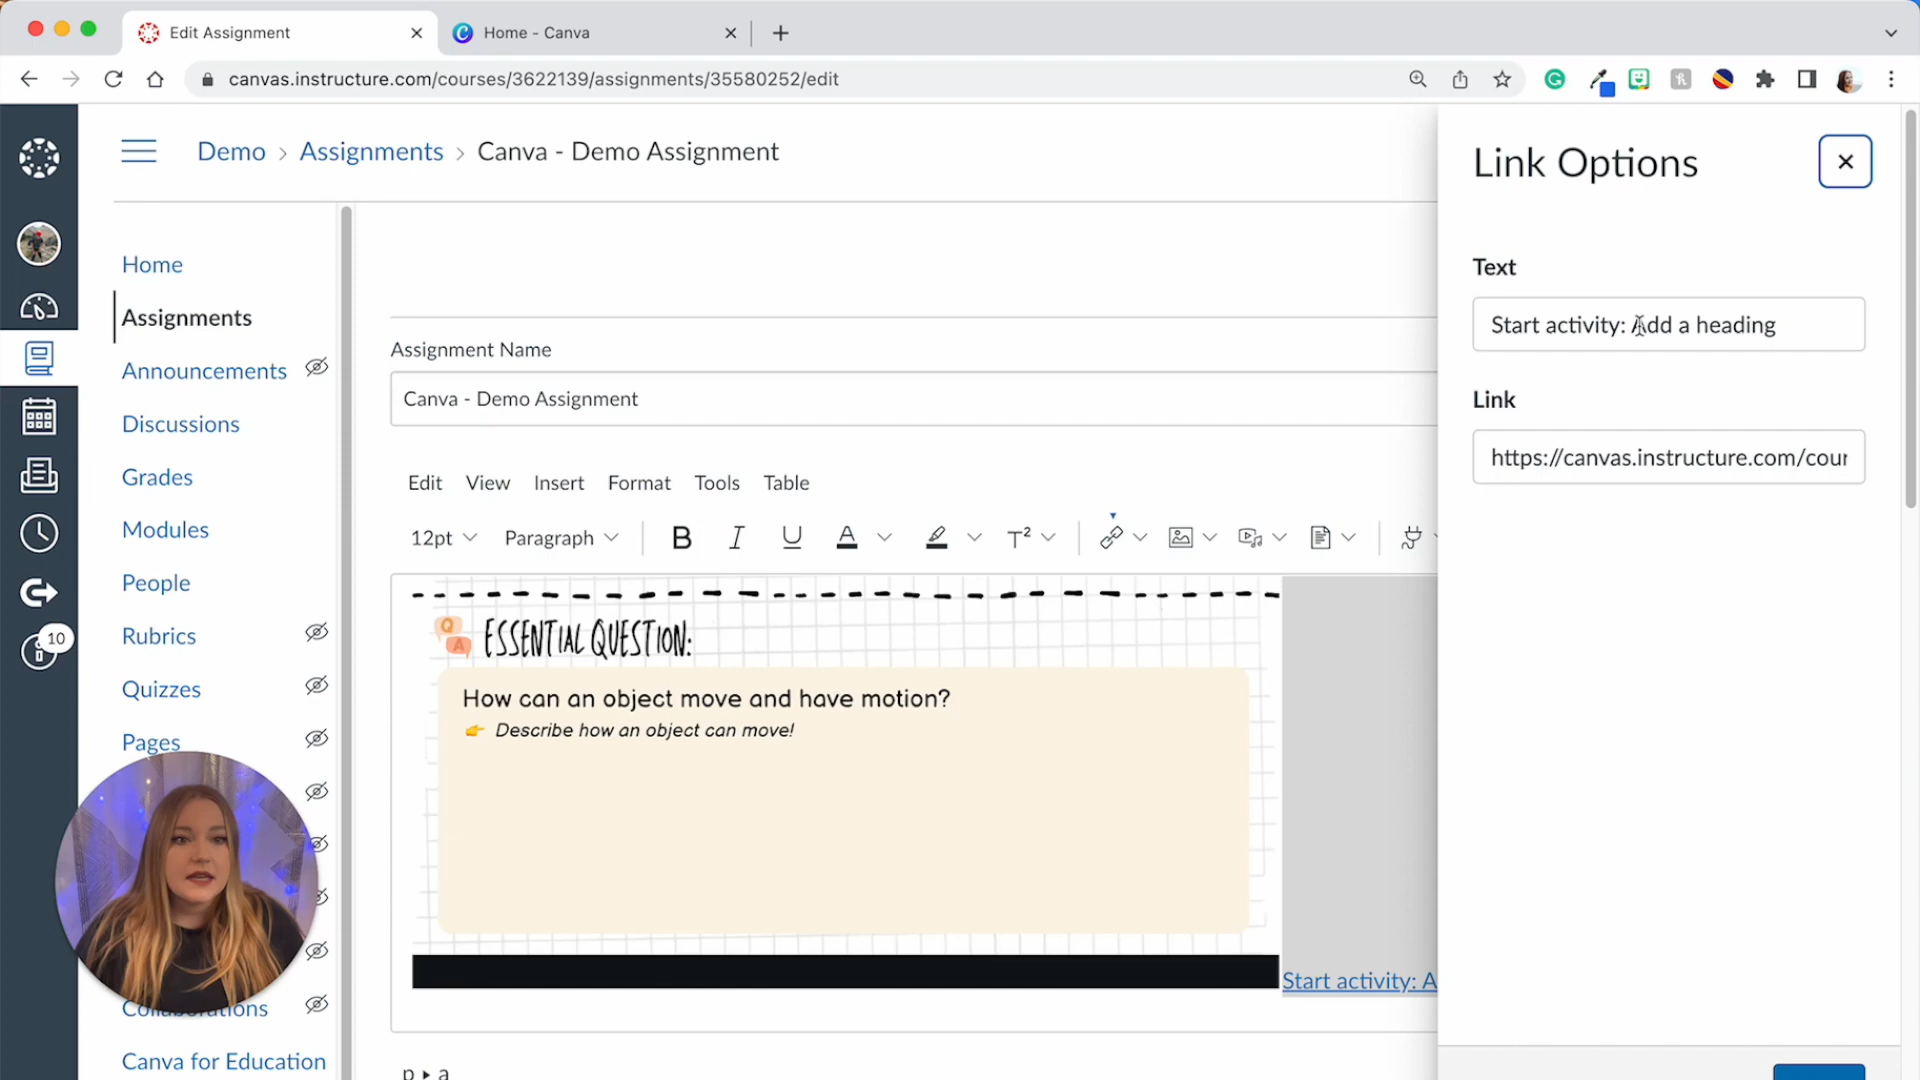 Edit Assignment
Home - Canva
canvas.instructure.com/courses/3622139/assignments/35580252/edit
Demo › Assignments › Canva - Demo Assignment
Link Options
Home
Assignments
Announcements
Discussions
Grades
Modules
People
Rubrics
Quizzes
Pages
Collaborations
Canva for Education
10
Assignment Name
Canva - Demo Assignment
Edit View Insert Format Tools Table
12pt Paragraph B I U A T²
Q
A
ESSENTIAL QUESTION:
How can an object move and have motion?
👉 Describe how an object can move!
Start activity: A
p ▸ a
Text
Start activity: Add a heading
Link
https://canvas.instructure.com/cour